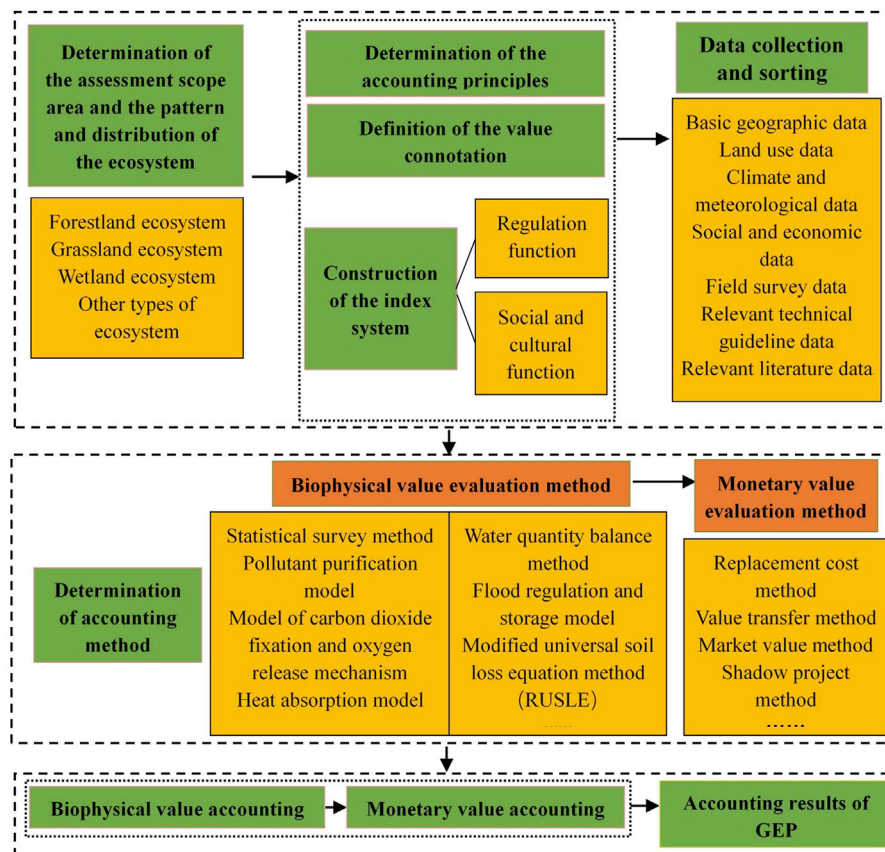 Determination of
the assessment scope
area and the pattern
and distribution of
the ecosystem
Forestland ecosystem
Grassland ecosystem
Wetland ecosystem
Other types of
ecosystem
Determination of the
accounting principles
Definition of the value
connotation
Construction
of the index
system
Regulation
function
Social and
cultural
function
Data collection
and sorting
Basic geographic data
Land use data
Climate and
meteorological data
Social and economic
data
Field survey data
Relevant technical
guideline data
Relevant literature data
Determination
of accounting
method
Biophysical value evaluation method
Statistical survey method
Pollutant purification
model
Model of carbon dioxide
fixation and oxygen
release mechanism
Heat absorption model
Water quantity balance
method
Flood regulation and
storage model
Modified universal soil
loss equation method
(RUSLE)
......
Monetary value
evaluation method
Replacement cost
method
Value transfer method
Market value method
Shadow project
method
......
Biophysical value accounting
Monetary value accounting
Accounting results of
GEP